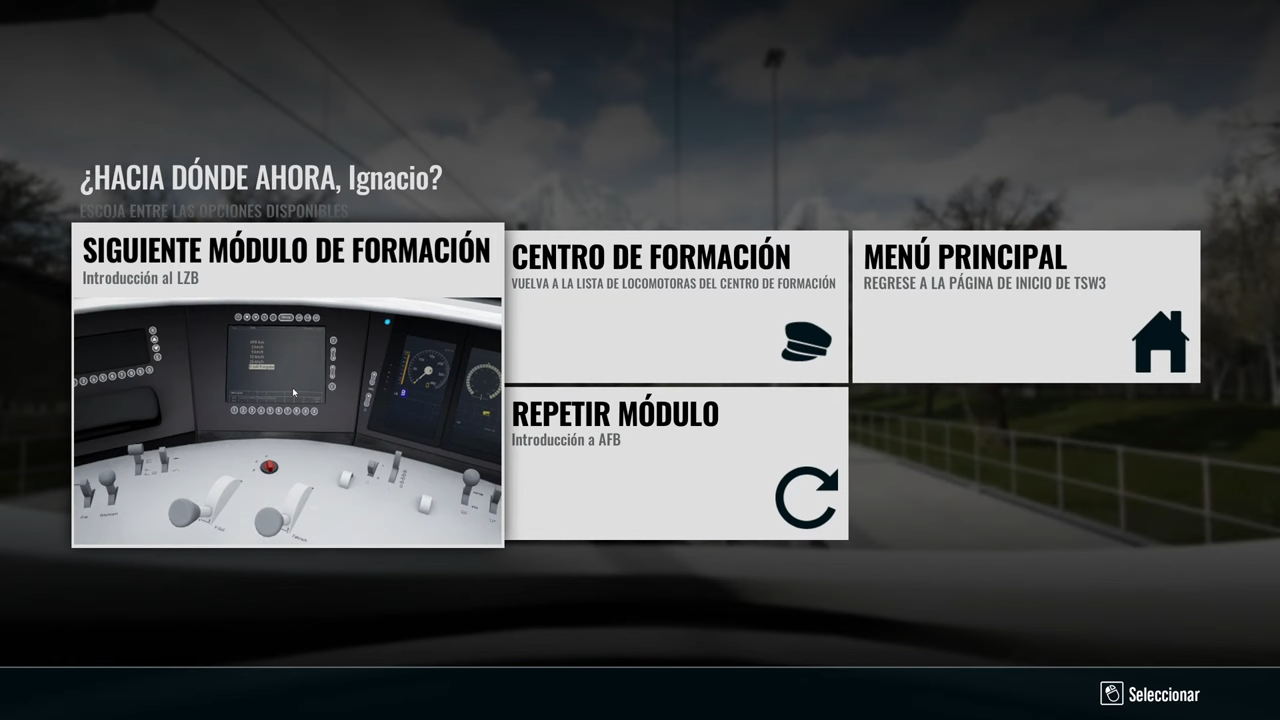 ¿HACIA DÓNDE AHORA, Ignacio?
ESCOJA ENTRE LAS OPCIONES DISPONIBLES
SIGUIENTE MÓDULO DE FORMACIÓN
Introducción al LZB
CENTRO DE FORMACIÓN
VUELVA A LA LISTA DE LOCOMOTORAS DEL CENTRO DE FORMACIÓN
MENÚ PRINCIPAL
REGRESE A LA PÁGINA DE INICIO DE TSW3
REPETIR MÓDULO
Introducción a AFB
Seleccionar